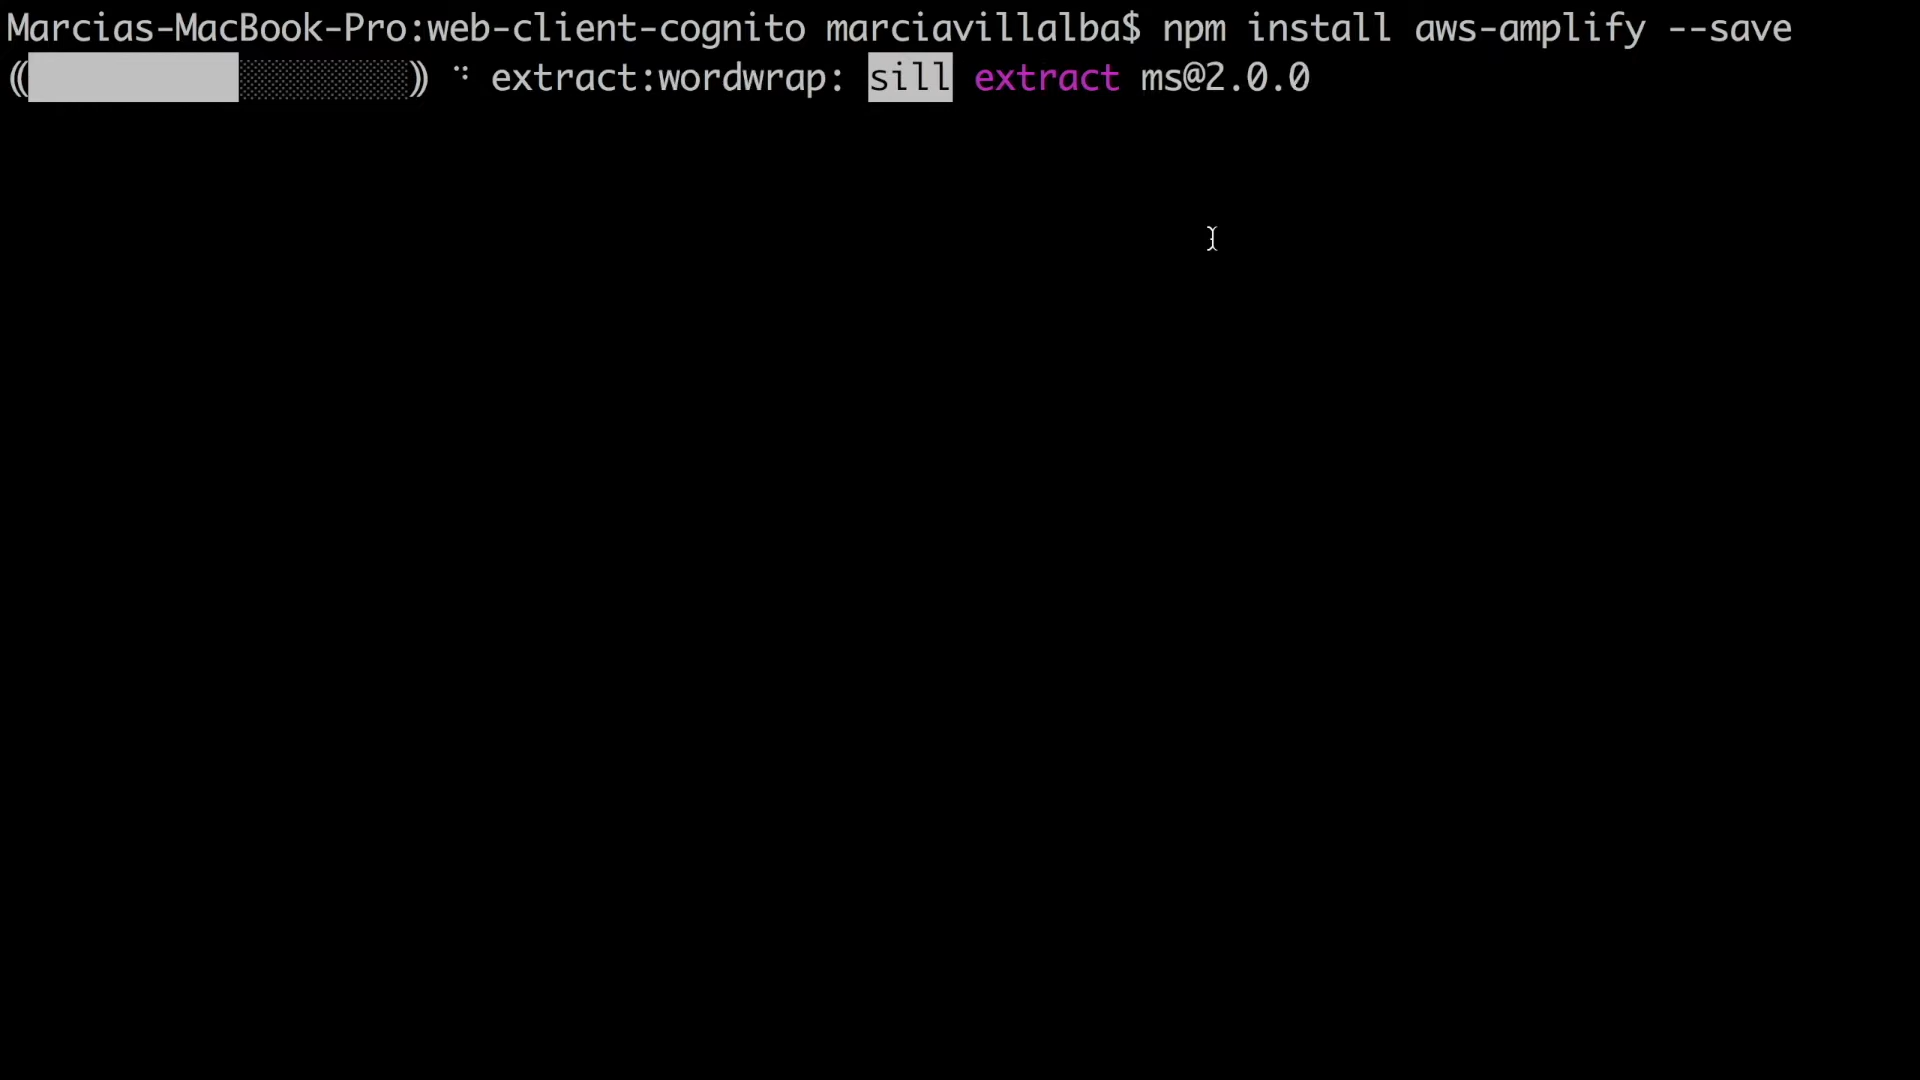 Marcias-MacBook-Pro:web-client-cognito marciavillalba$ npm install aws-amplify --save
(██████████░░░░░░░░) ⠙ extract:wordwrap: sill extract ms@2.0.0